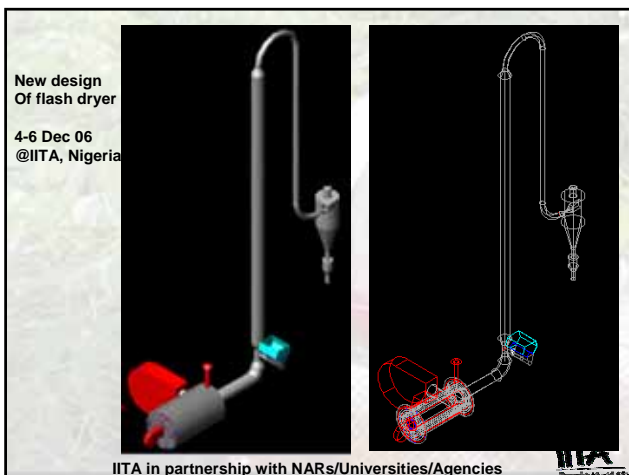 New design
Of flash dryer
4-6 Dec 06
@IITA, Nigeria
IITA in partnership with NARs/Universities/Agencies
IITA